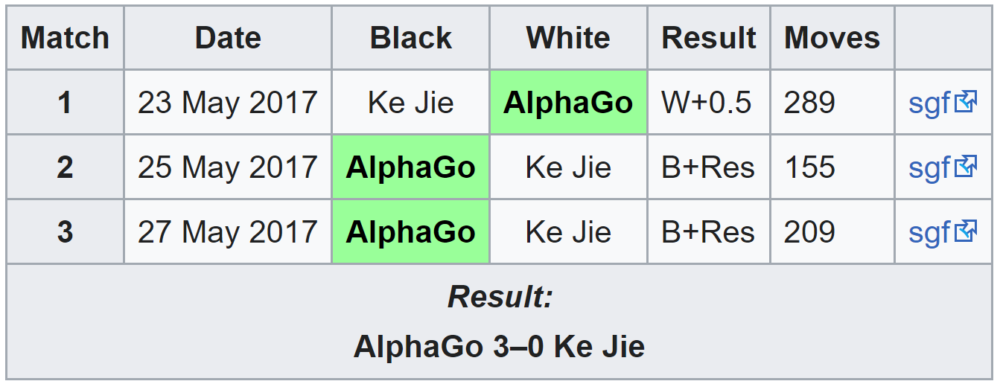 Match Date Black White Result Moves
1 23 May 2017 Ke Jie AlphaGo W+0.5 289 sgf
2 25 May 2017 AlphaGo Ke Jie B+Res 155 sgf
3 27 May 2017 AlphaGo Ke Jie B+Res 209 sgf
Result:
AlphaGo 3–0 Ke Jie